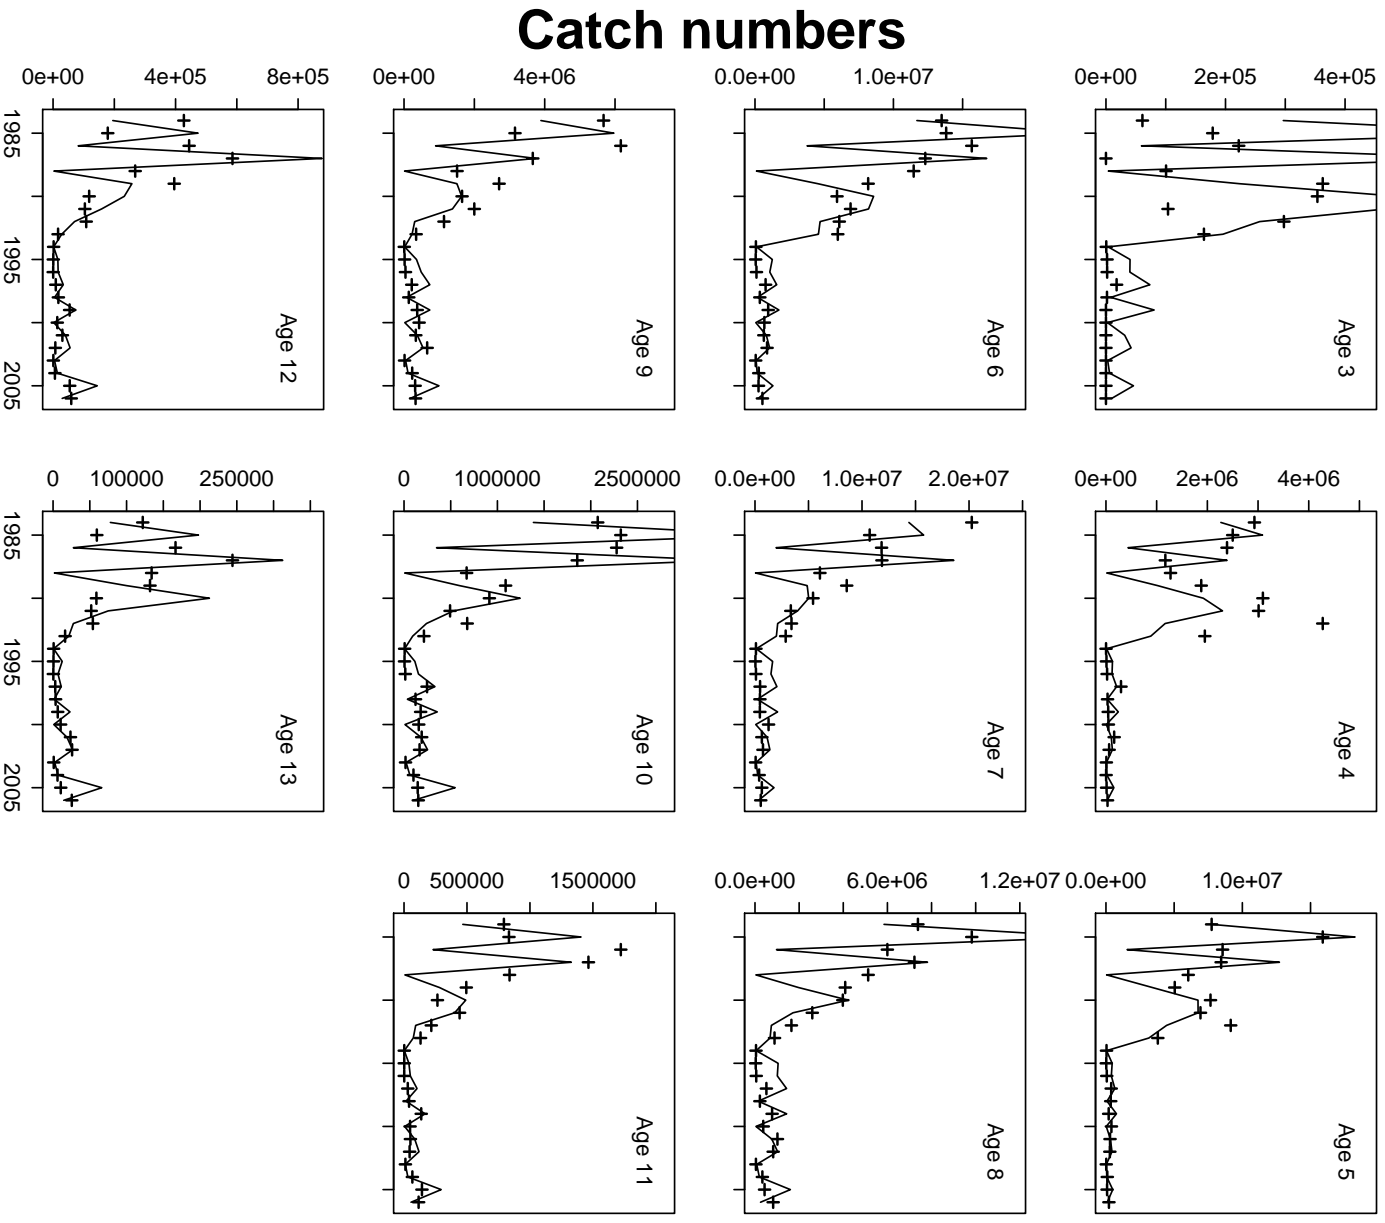 Catch numbers
0e+00 4e+05 8e+05
0e+00 4e+06
0.0e+00 1.0e+07
0e+00 2e+05 4e+05
1985 1995 2005
Age 12
Age 9
Age 6
Age 3
0 1000000 2500000
0 1000000 2500000
0.0e+00 1.0e+07 2.0e+07
0e+00 2e+06 4e+06
1985 1995 2005
Age 13
Age 10
Age 7
Age 4
0 500000 1500000
0.0e+00 6.0e+06 1.2e+07
0.0e+00 1.0e+07
Age 11
Age 8
Age 5